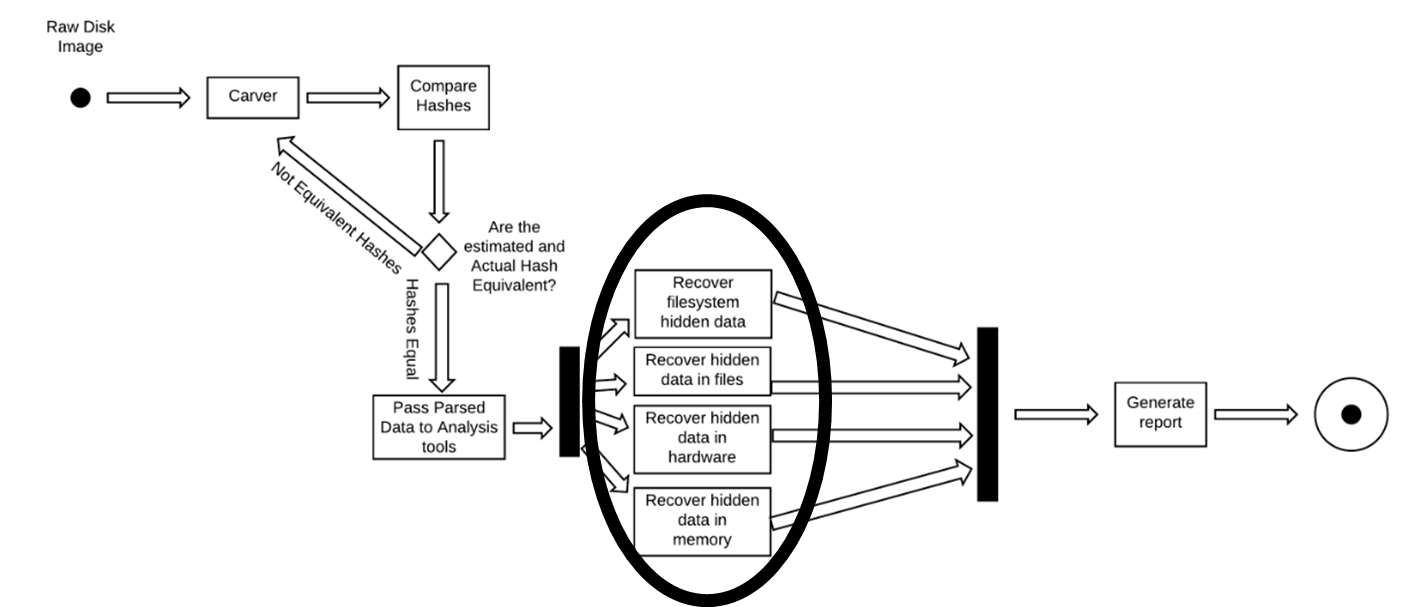 Raw Disk
Image
Carver
Compare
Hashes
Not Equivalent Hashes
Are the
estimated and
Actual Hash
Equivalent?
Hashes Equal
Pass Parsed
Data to Analysis
tools
Recover
filesystem
hidden data
Recover hidden
data in files
Recover hidden
data in
hardware
Recover hidden
data in
memory
Generate
report